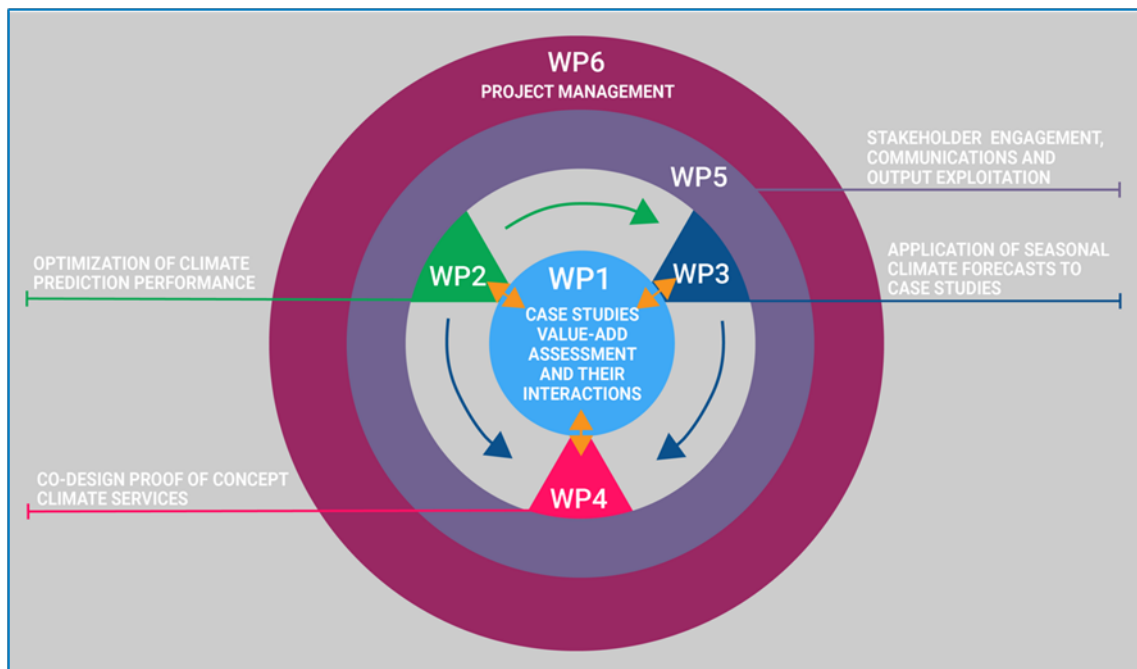 WP6
PROJECT MANAGEMENT
STAKEHOLDER ENGAGEMENT,
COMMUNICATIONS AND
OUTPUT EXPLOITATION
WP5
OPTIMIZATION OF CLIMATE
PREDICTION PERFORMANCE
WP2
WP1
CASE STUDIES
VALUE-ADD
ASSESSMENT
AND THEIR
INTERACTIONS
WP3
APPLICATION OF SEASONAL
CLIMATE FORECASTS TO
CASE STUDIES
CO-DESIGN PROOF OF CONCEPT
CLIMATE SERVICES
WP4